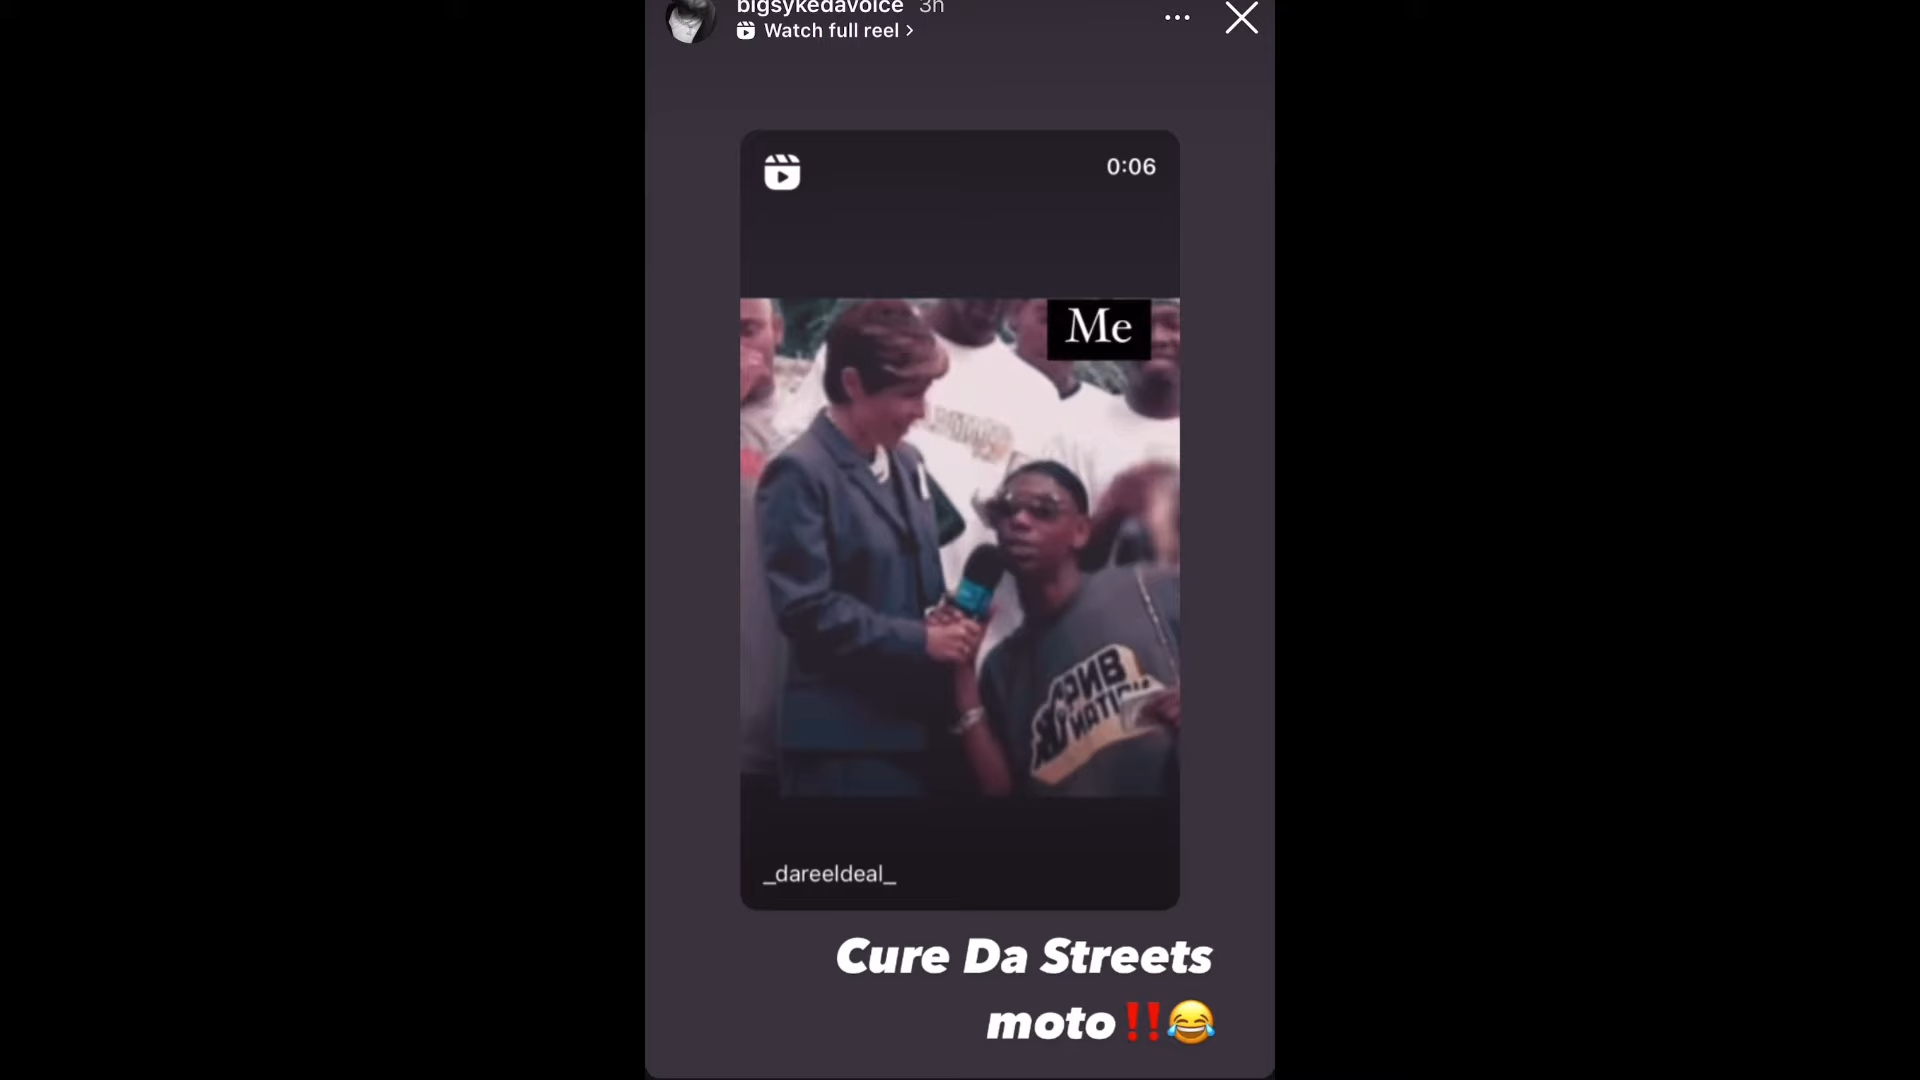 bigsykedavoice 3h
Watch full reel >
0:06
Me
_dareeldeal_
Cure Da Streets
moto‼️😂